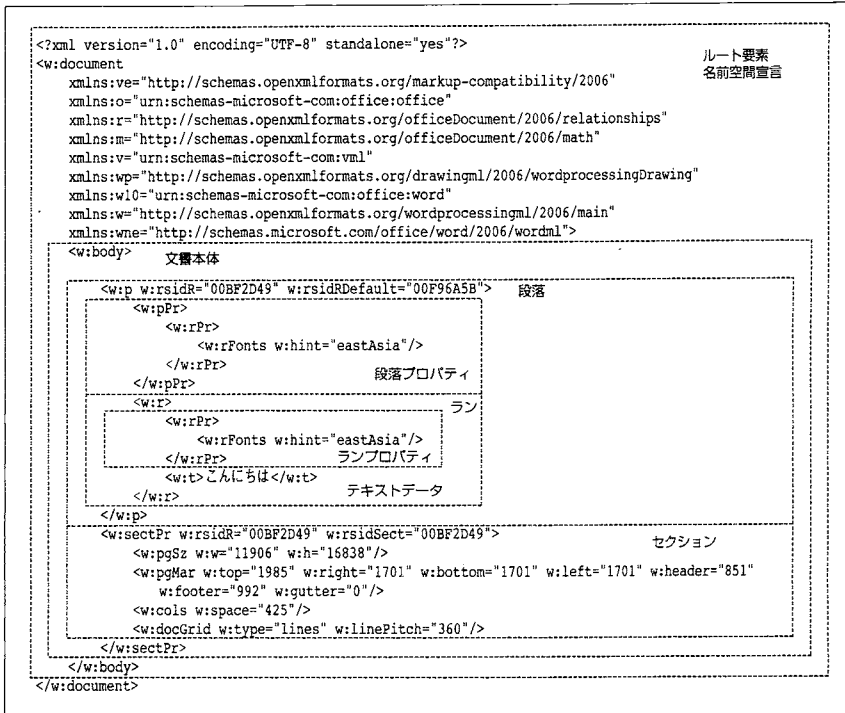 <?xml version="1.0" encoding="UTF-8" standalone="yes"?>
ルート要素
名前空間宣言
<w:document
xmlns:ve="http://schemas.openxmlformats.org/markup-compatibility/2006"
xmlns:o="urn:schemas-microsoft-com:office:office"
xmlns:r="http://schemas.openxmlformats.org/officeDocument/2006/relationships"
xmlns:m="http://schemas.openxmlformats.org/officeDocument/2006/math"
xmlns:v="urn:schemas-microsoft-com:vml"
xmlns:wp="http://schemas.openxmlformats.org/drawingml/2006/wordprocessingDrawing"
xmlns:w10="urn:schemas-microsoft-com:office:word"
xmlns:w="http://schemas.openxmlformats.org/wordprocessingml/2006/main"
xmlns:wne="http://schemas.microsoft.com/office/word/2006/wordml">
<w:body> 文書本体
<w:p w:rsidR="00BF2D49" w:rsidRDefault="00F96A5B"> 段落
<w:pPr>
<w:rPr>
<w:rFonts w:hint="eastAsia"/>
</w:rPr>
段落プロパティ
</w:pPr>
<w:r> ラン
<w:rPr>
<w:rFonts w:hint="eastAsia"/>
</w:rPr> ランプロパティ
<w:t>こんにちは</w:t>
テキストデータ
</w:r>
</w:p>
<w:sectPr w:rsidR="00BF2D49" w:rsidSect="00BF2D49"> セクション
<w:pgSz w:w="11906" w:h="16838"/>
<w:pgMar w:top="1985" w:right="1701" w:bottom="1701" w:left="1701" w:header="851"
w:footer="992" w:gutter="0"/>
<w:cols w:space="425"/>
<w:docGrid w:type="lines" w:linePitch="360"/>
</w:sectPr>
</w:body>
</w:document>